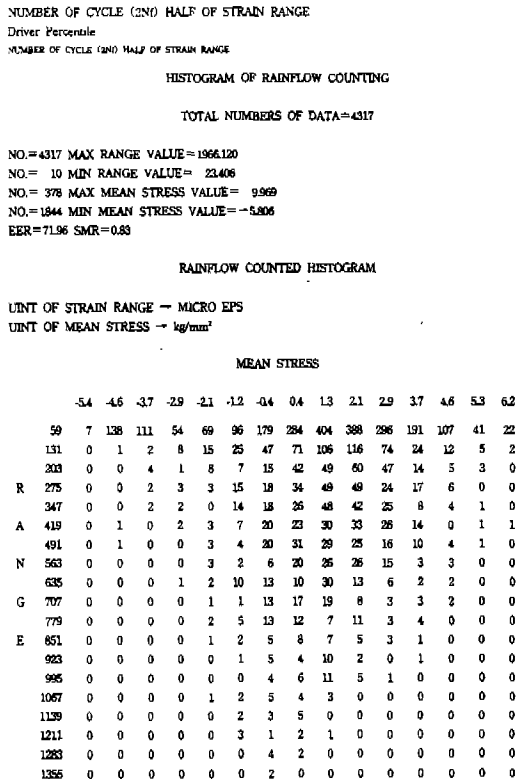 NUMBER OF CYCLE (2Nf) HALF OF STRAIN RANGE
Driver Percentile
NUMBER OF CYCLE (2Nf) HALF OF STRAIN RANGE
HISTOGRAM OF RAINFLOW COUNTING
TOTAL NUMBERS OF DATA=4317
NO.=4317 MAX RANGE VALUE=1966.120
NO.= 10 MIN RANGE VALUE= 23.406
NO.= 378 MAX MEAN STRESS VALUE= 9.969
NO.=1844 MIN MEAN STRESS VALUE=-5.806
EER=71.96 SMR=0.83
RAINFLOW COUNTED HISTOGRAM
UINT OF STRAIN RANGE — MICRO EPS
UINT OF MEAN STRESS → kg/mm²
MEAN STRESS
-5.4 -4.6 -3.7 -2.9 -2.1 -1.2 -0.4 0.4 1.3 2.1 2.9 3.7 4.6 5.3 6.2
59 7 138 111 54 69 96 179 284 404 388 296 191 107 41 22
131 0 1 2 8 15 25 47 71 106 116 74 24 12 5 2
203 0 0 4 1 8 7 15 42 49 60 47 14 5 3 0
R 275 0 0 2 3 3 15 18 34 49 49 24 17 6 0 0
347 0 0 2 2 0 14 18 26 48 42 25 8 4 1 0
A 419 0 1 0 2 3 7 20 23 30 33 26 14 0 1 1
491 0 1 0 0 3 4 20 31 29 25 16 10 4 1 0
N 563 0 0 0 0 3 2 6 20 26 26 15 3 3 0 0
635 0 0 0 1 2 10 13 10 30 13 6 2 2 0 0
G 707 0 0 0 0 1 1 13 17 19 8 3 3 2 0 0
779 0 0 0 0 2 5 13 12 7 11 3 4 0 0 0
E 851 0 0 0 0 1 2 5 8 7 5 3 1 0 0 0
923 0 0 0 0 0 1 5 4 10 2 0 1 0 0 0
995 0 0 0 0 0 0 4 6 11 5 1 0 0 0 0
1067 0 0 0 0 1 2 5 4 3 0 0 0 0 0 0
1139 0 0 0 0 0 2 3 5 0 0 0 0 0 0 0
1211 0 0 0 0 0 3 1 2 1 0 0 0 0 0 0
1283 0 0 0 0 0 0 4 2 0 0 0 0 0 0 0
1355 0 0 0 0 0 0 2 0 0 0 0 0 0 0 0